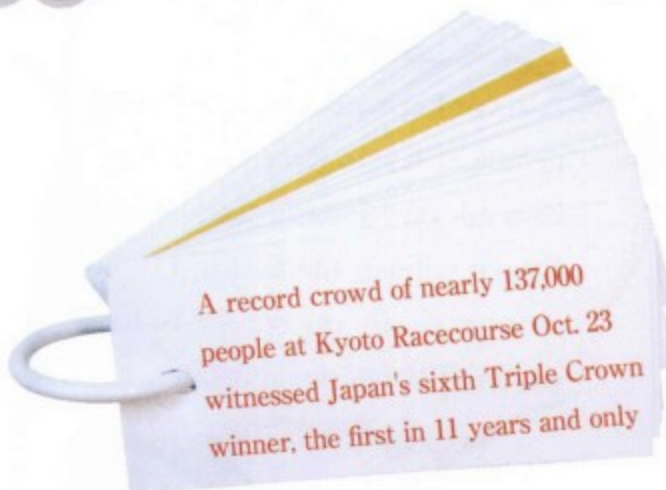 A record crowd of nearly 137,000
people at Kyoto Racecourse Oct. 23
witnessed Japan's sixth Triple Crown
winner, the first in 11 years and only